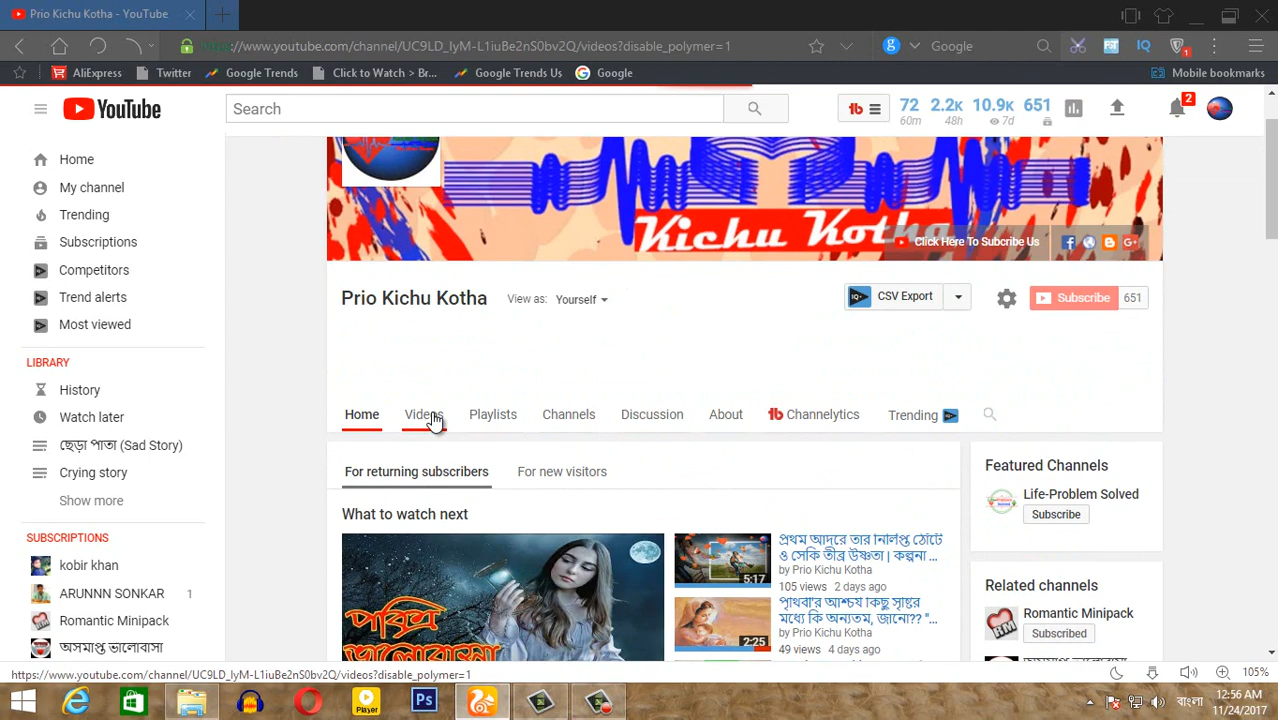 Prio Kichu Kotha - YouTube
https://www.youtube.com/channel/UC9LD_lyM-L1iuBe2nS0bv2Q/videos?disable_polymer=1
Google
AliExpress
Twitter
Google Trends
Click to Watch > Br...
Google Trends Us
Google
Mobile bookmarks
YouTube
Search
tb
72
60m
2.2K
48h
10.9K
7d
651
2
Home
My channel
Trending
Subscriptions
Competitors
Trend alerts
Most viewed
LIBRARY
History
Watch later
ছেড়া পাতা (Sad Story)
Crying story
Show more
SUBSCRIPTIONS
kobir khan
ARUNNN SONKAR 1
Romantic Minipack
অসমাপ্ত ভালোবাসা
Kichu Kotha
Click Here To Subcribe Us
Prio Kichu Kotha
View as: Yourself
CSV Export
Subscribe 651
Home
Videos
Playlists
Channels
Discussion
About
Channelytics
Trending
For returning subscribers
For new visitors
What to watch next
পবিত্র
ভালোবাসা
5:17
প্রথম আদরে তার নির্লিপ্ত ঠোঁটে
ও সেকি তীব্র উষ্ণতা | কল্পনা ...
by Prio Kichu Kotha
105 views 2 days ago
2:25
পৃথিবীর আশ্চর্য কিছু সৃষ্টির
মধ্যে কি অন্যতম, জানো?? "...
by Prio Kichu Kotha
49 views 4 days ago
Featured Channels
Life-Problem Solved
Subscribe
Related channels
Romantic Minipack
Subscribed
অসমাপ্ত ভালোবাসা
https://www.youtube.com/channel/UC9LD_lyM-L1iuBe2nS0bv2Q/videos?disable_polymer=1
105%
Player
Ps
বাংলা
12:56 AM
11/24/2017